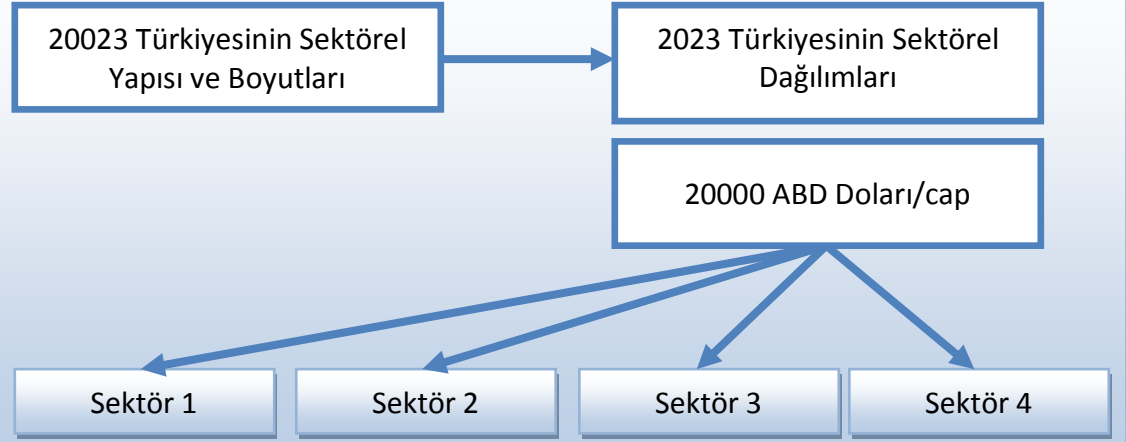 20023 Türkiyesinin Sektörel
Yapısı ve Boyutları
2023 Türkiyesinin Sektörel
Dağılımları
20000 ABD Doları/cap
Sektör 1
Sektör 2
Sektör 3
Sektör 4